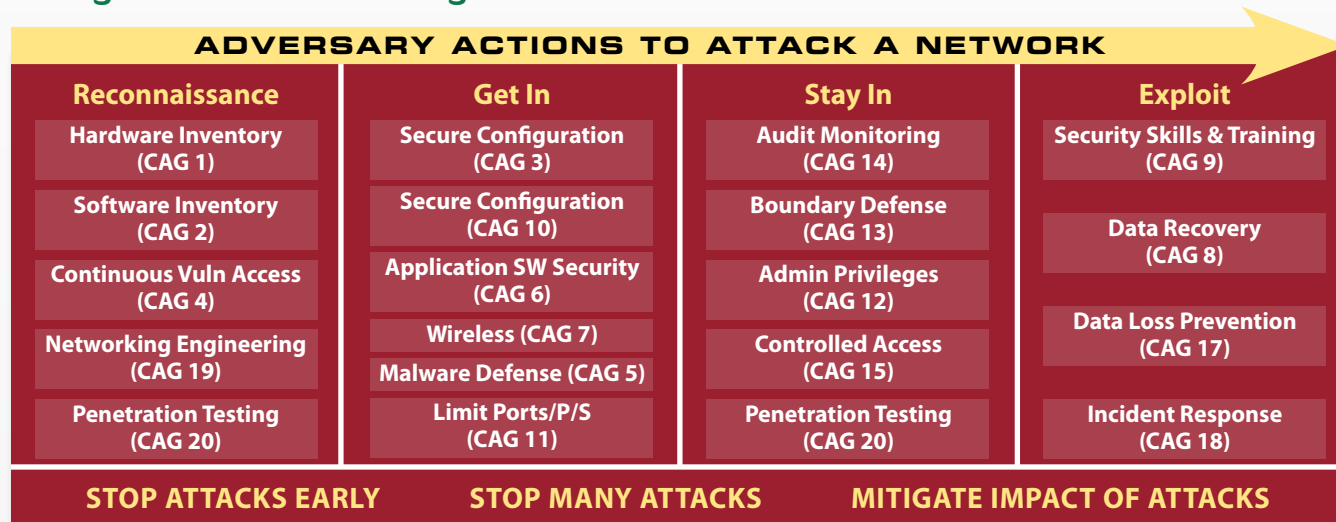 ADVERSARY ACTIONS TO ATTACK A NETWORK
Reconnaissance
Hardware Inventory
(CAG 1)
Software Inventory
(CAG 2)
Continuous Vuln Access
(CAG 4)
Networking Engineering
(CAG 19)
Penetration Testing
(CAG 20)
Get In
Secure Configuration
(CAG 3)
Secure Configuration
(CAG 10)
Application SW Security
(CAG 6)
Wireless (CAG 7)
Malware Defense (CAG 5)
Limit Ports/P/S
(CAG 11)
Stay In
Audit Monitoring
(CAG 14)
Boundary Defense
(CAG 13)
Admin Privileges
(CAG 12)
Controlled Access
(CAG 15)
Penetration Testing
(CAG 20)
Exploit
Security Skills & Training
(CAG 9)
Data Recovery
(CAG 8)
Data Loss Prevention
(CAG 17)
Incident Response
(CAG 18)
STOP ATTACKS EARLY
STOP MANY ATTACKS
MITIGATE IMPACT OF ATTACKS